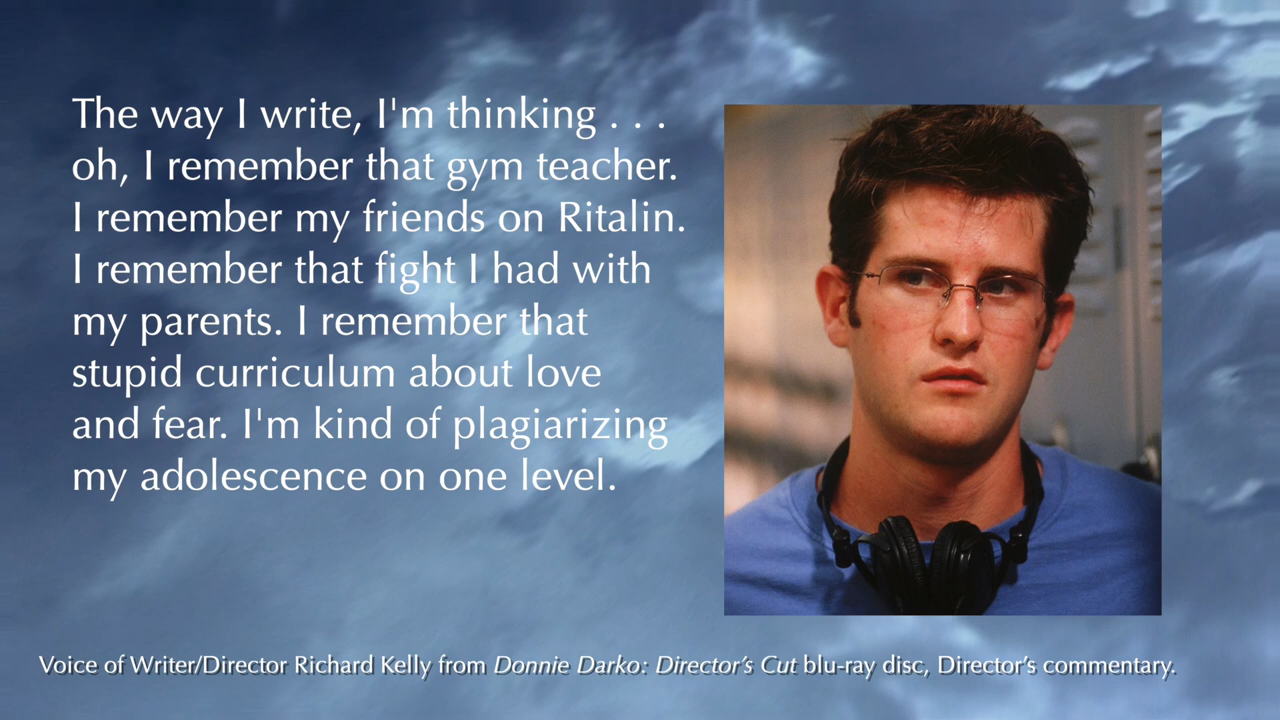 The way I write, I'm thinking . . .
oh, I remember that gym teacher.
I remember my friends on Ritalin.
I remember that fight I had with
my parents. I remember that
stupid curriculum about love
and fear. I'm kind of plagiarizing
my adolescence on one level.
Voice of Writer/Director Richard Kelly from Donnie Darko: Director’s Cut blu-ray disc, Director’s commentary.